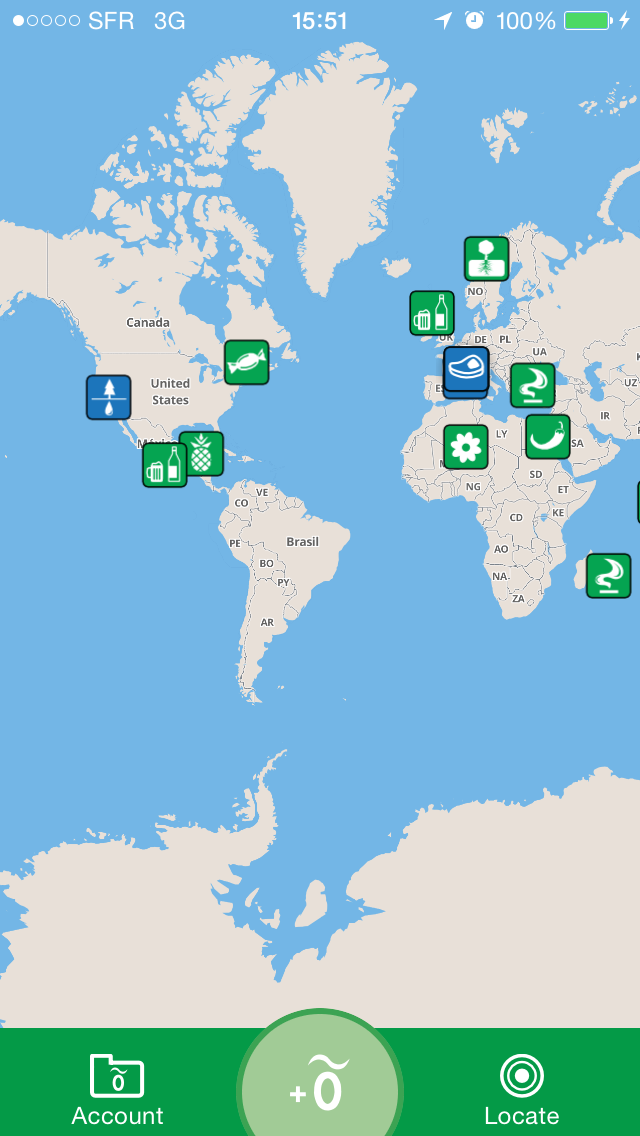 SFR 3G 15:51 100%
NO
UK
DE PL
Canada
UA
United
States
UZ
ES
IR
México
LY
SA
SD
NG
ET
VE
CO
KE
CD
PE
Brasil
AO
BO
NA
PY
ZA
AR
+õ
õ
Account Locate